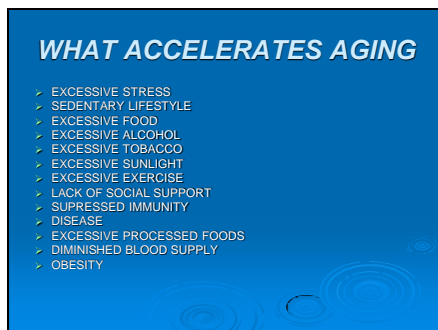 WHAT ACCELERATES AGING
➢ EXCESSIVE STRESS
➢ SEDENTARY LIFESTYLE
➢ EXCESSIVE FOOD
➢ EXCESSIVE ALCOHOL
➢ EXCESSIVE TOBACCO
➢ EXCESSIVE SUNLIGHT
➢ EXCESSIVE EXERCISE
➢ LACK OF SOCIAL SUPPORT
➢ SUPRESSED IMMUNITY
➢ DISEASE
➢ EXCESSIVE PROCESSED FOODS
➢ DIMINISHED BLOOD SUPPLY
➢ OBESITY